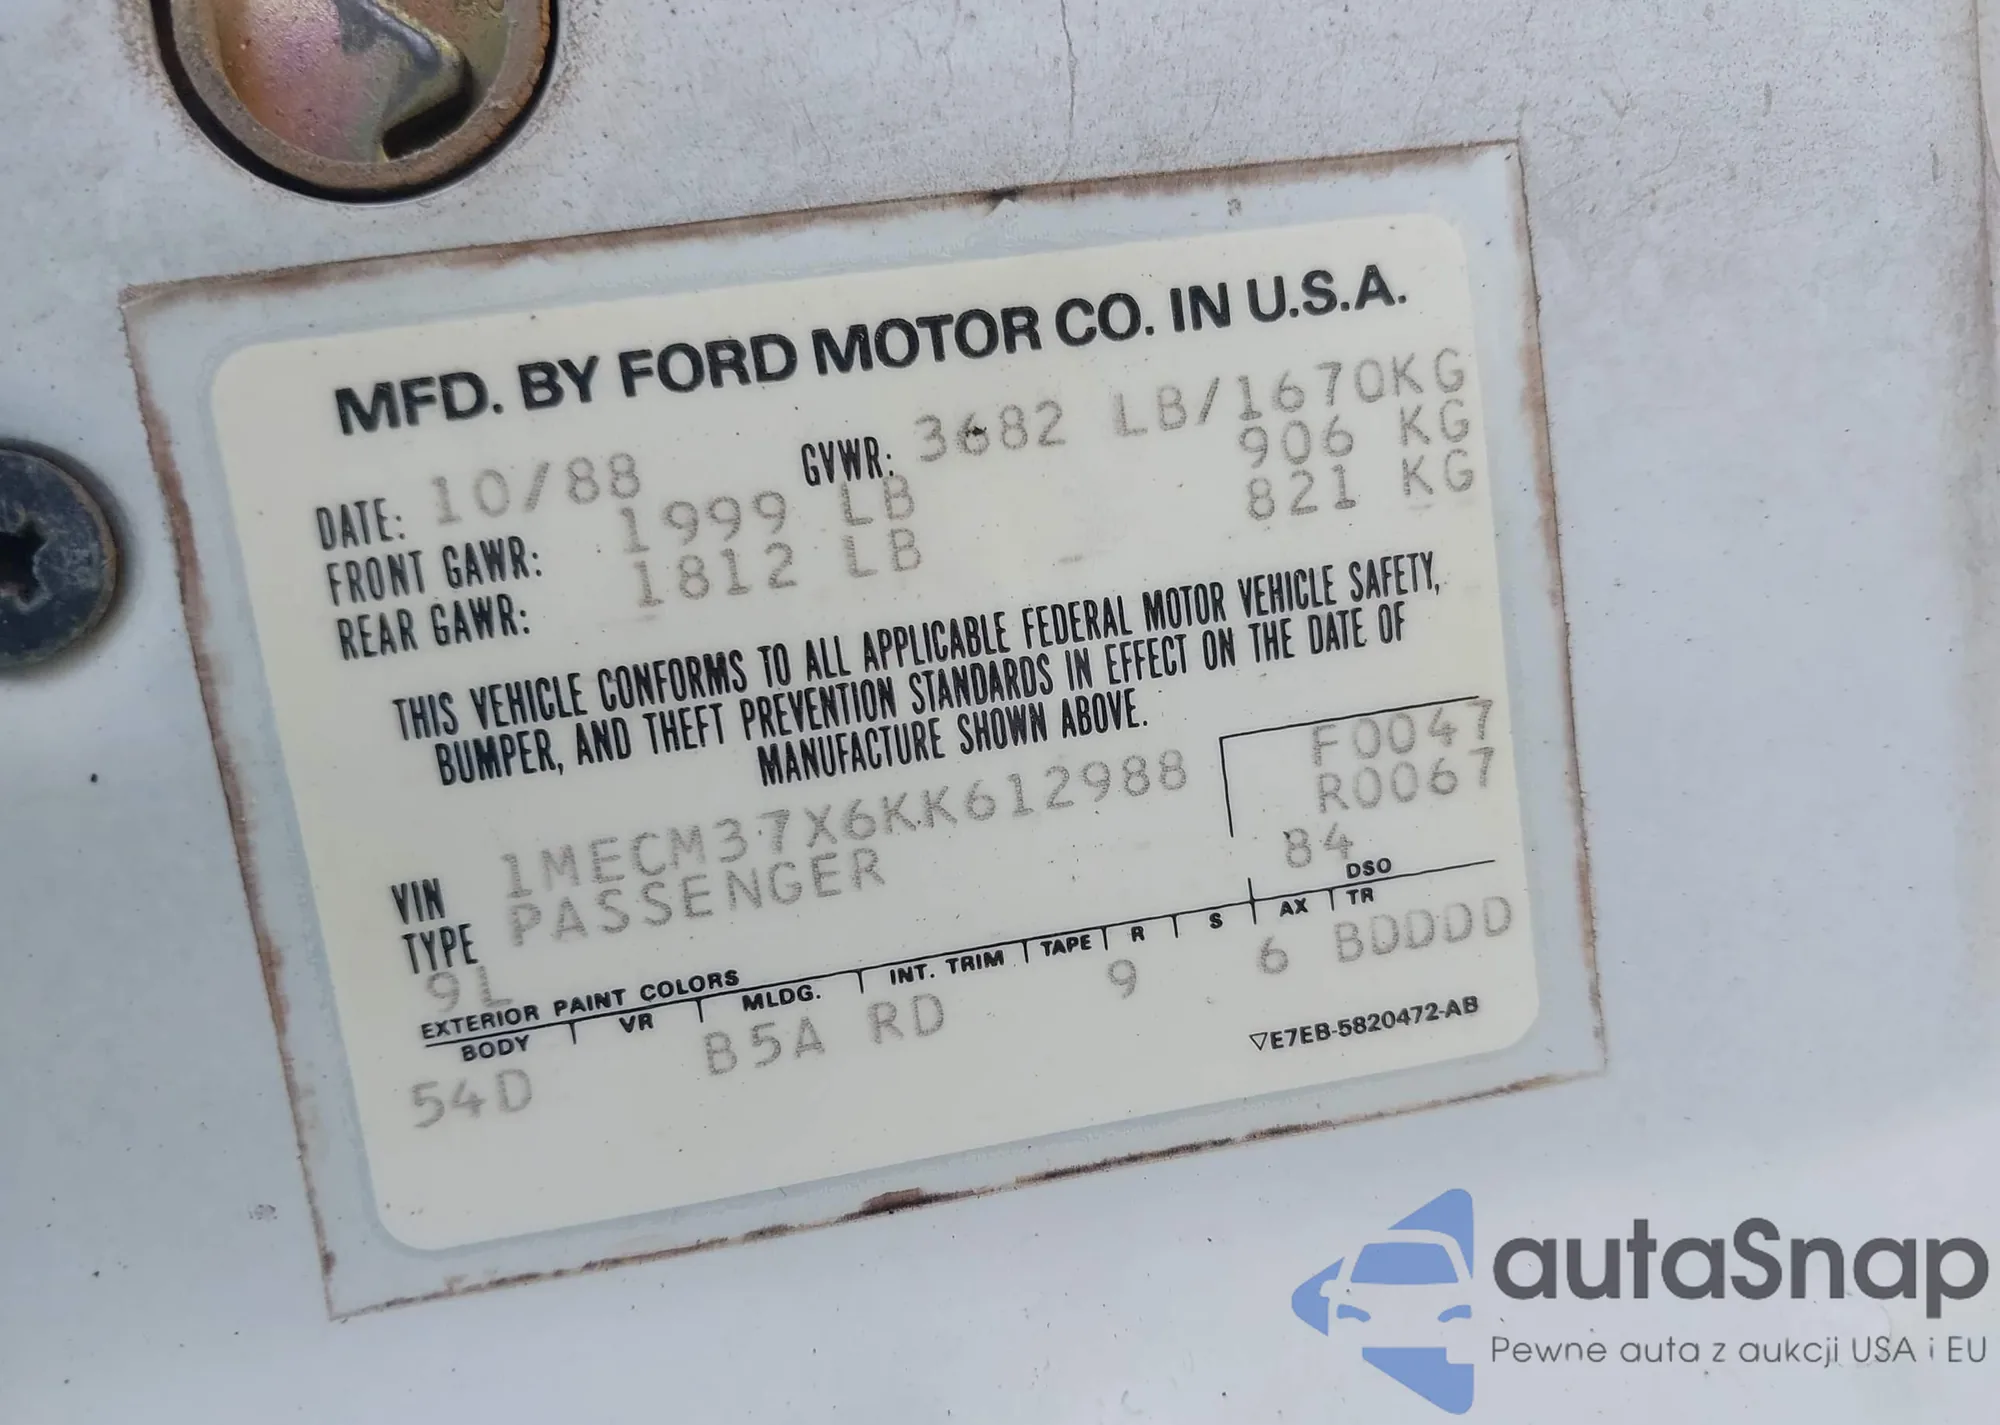 MFD. BY FORD MOTOR CO. IN U.S.A.
DATE: 10/88 GVWR: 3682 LB/1670KG
FRONT GAWR: 1999 LB 906 KG
REAR GAWR: 1812 LB 821 KG
THIS VEHICLE CONFORMS TO ALL APPLICABLE FEDERAL MOTOR VEHICLE SAFETY,
BUMPER, AND THEFT PREVENTION STANDARDS IN EFFECT ON THE DATE OF
MANUFACTURE SHOWN ABOVE.
F0047
R0067
VIN 1MECM37X6KK612988
TYPE PASSENGER
84
DSO
9L
EXTERIOR PAINT COLORS
BODY VR MLDG. INT. TRIM TAPE R S AX TR
54D B5A RD 9 6 BDDDD
▽E7EB-5820472-AB
autaSnap
Pewne auta z aukcji USA i EU